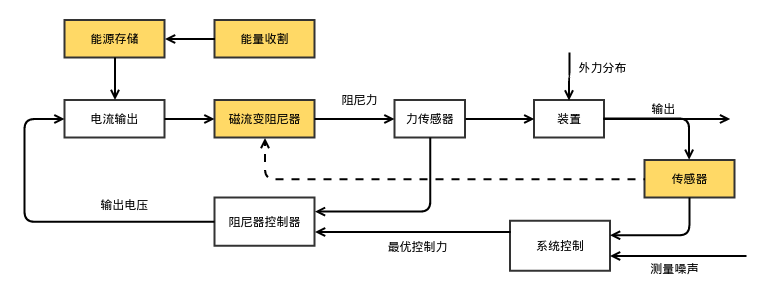 能源存储
能量收割
外力分布
电流输出
磁流变阻尼器
阻尼力
力传感器
装置
输出
传感器
输出电压
阻尼器控制器
最优控制力
系统控制
测量噪声